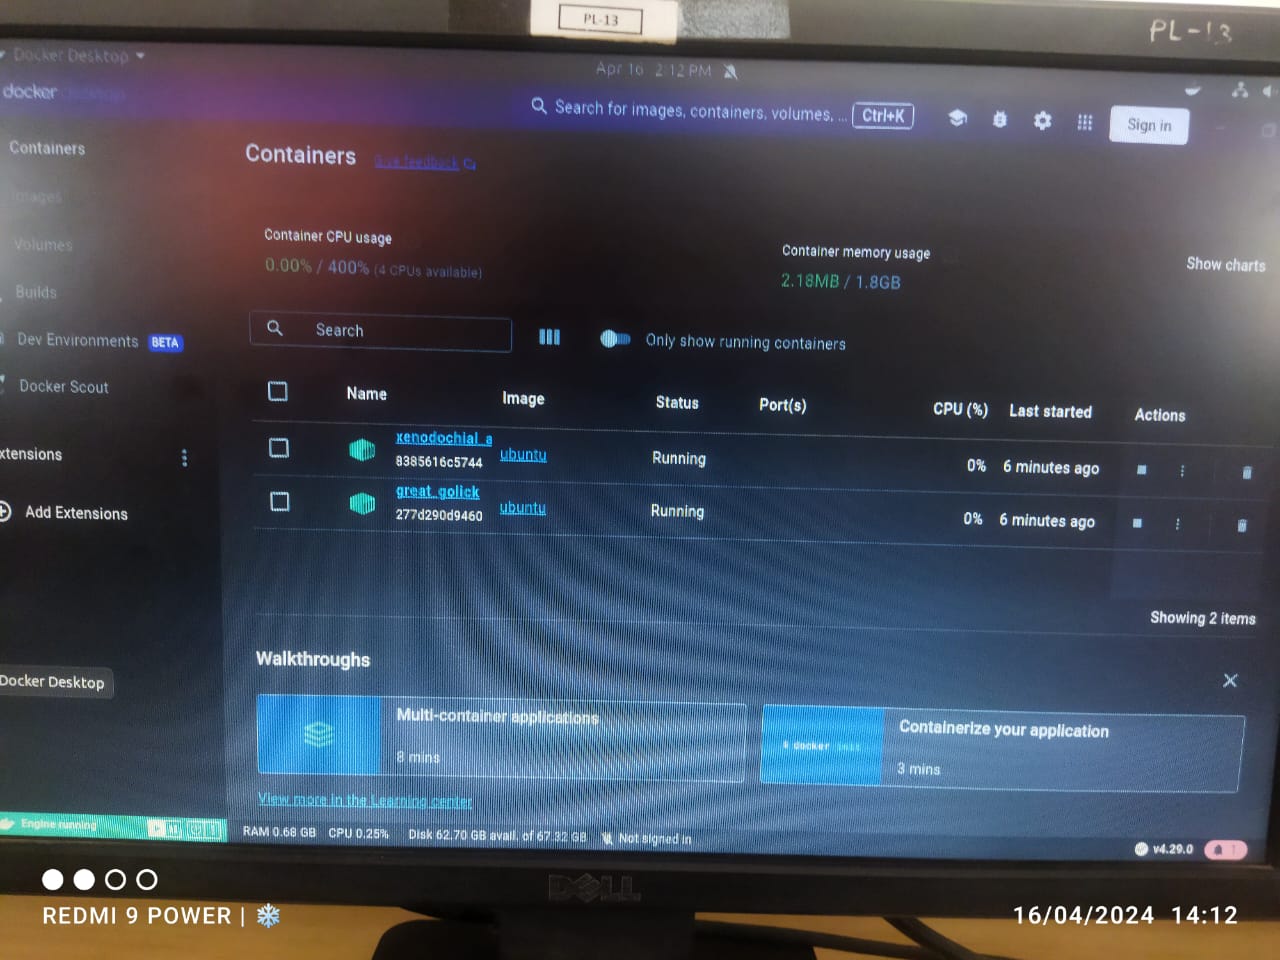 PL-13
PL-13
Docker Desktop
Apr 16 2:12 PM
docker desktop
Search for images, containers, volumes, ...
Ctrl+K
Sign in
Containers
Images
Volumes
Builds
Dev Environments BETA
Docker Scout
xtensions
Add Extensions
Docker Desktop
Containers Give feedback
Container CPU usage
0.00% / 400% (4 CPUs available)
Container memory usage
2.18MB / 1.8GB
Show charts
Search
Only show running containers
Name Image Status Port(s) CPU (%) Last started Actions
xenodochial_a
8385616c5744
ubuntu Running 0% 6 minutes ago
great_golick
277d290d9460
ubuntu Running 0% 6 minutes ago
Showing 2 items
Walkthroughs
Multi-container applications
8 mins
$ docker init
Containerize your application
3 mins
View more in the Learning center
Engine running
RAM 0.68 GB CPU 0.25% Disk 62.70 GB avail. of 67.32 GB Not signed in
v4.29.0
1
DELL
REDMI 9 POWER |
16/04/2024 14:12